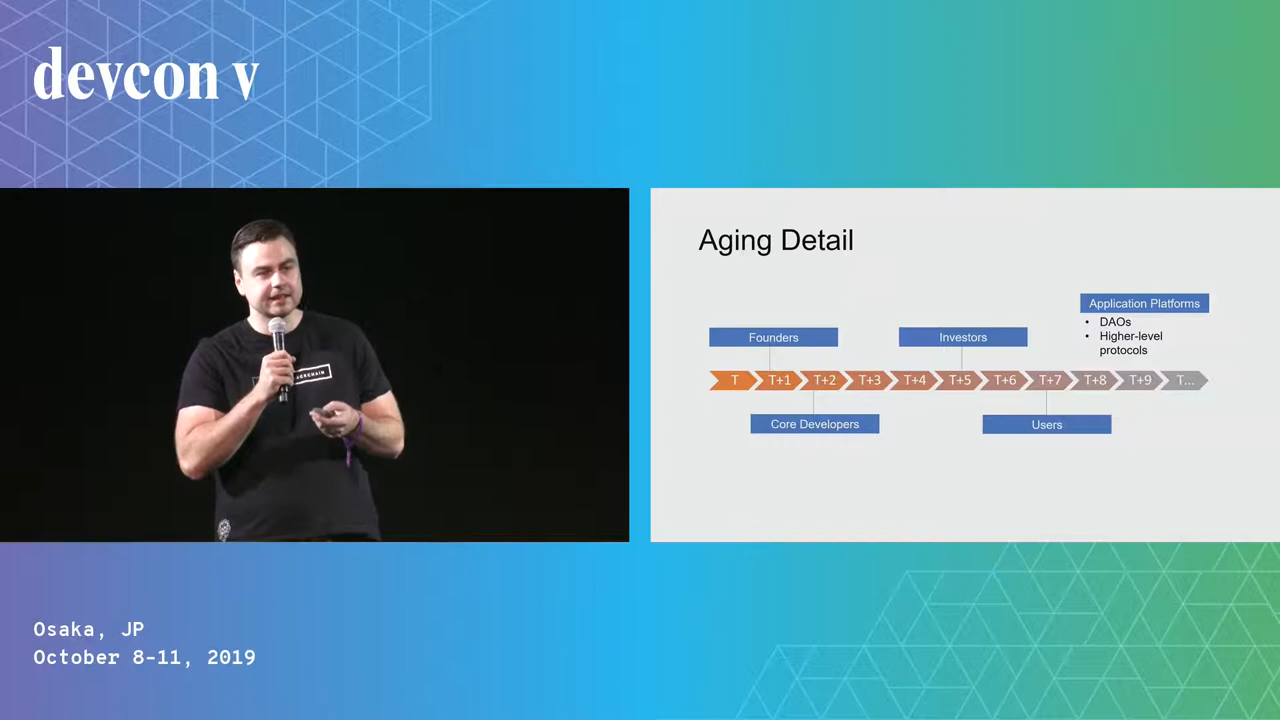 devcon v
Aging Detail
Application Platforms
• DAOs
• Higher-level
protocols
Founders
Investors
T T+1 T+2 T+3 T+4 T+5 T+6 T+7 T+8 T+9 T...
Core Developers
Users
Osaka, JP
October 8-11, 2019